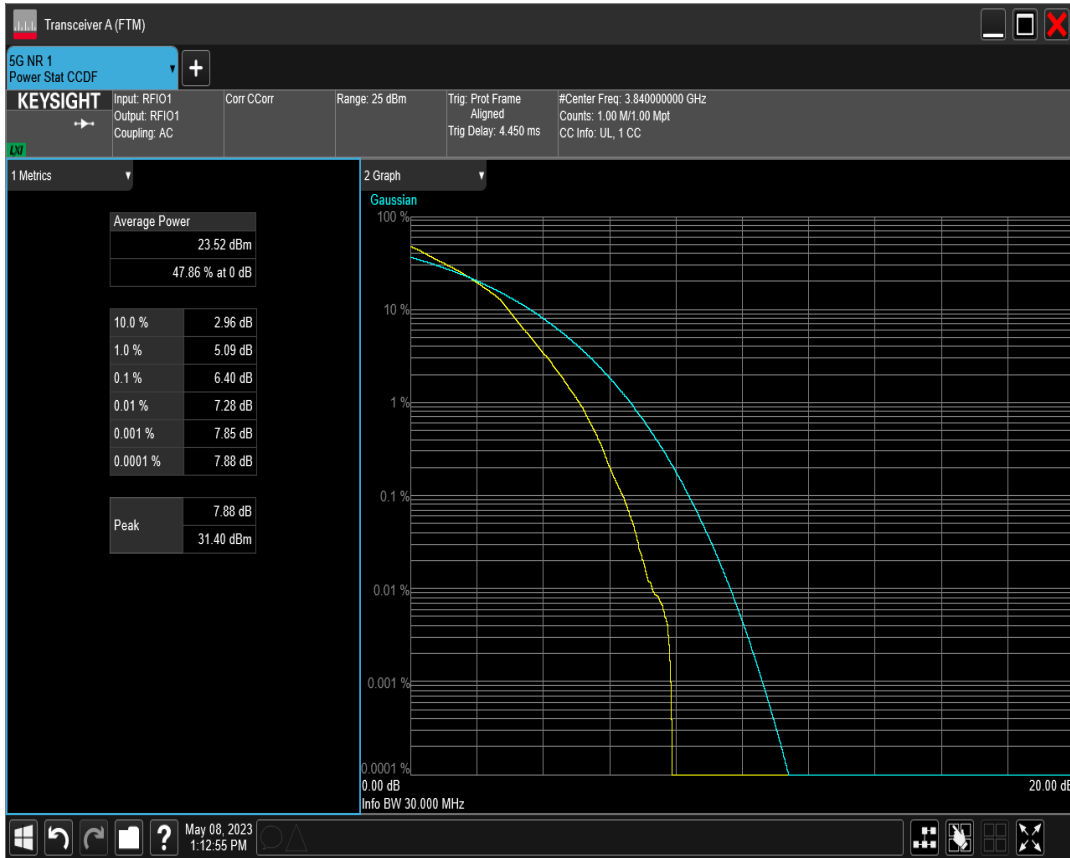 Transceiver A (FTM)
5G NR 1
Power Stat CCDF
+
KEYSIGHT
LXI
Input: RFIO1
Output: RFIO1
Coupling: AC
Corr CCorr
Range: 25 dBm
Trig: Prot Frame
Aligned
Trig Delay: 4.450 ms
#Center Freq: 3.840000000 GHz
Counts: 1.00 M/1.00 Mpt
CC Info: UL, 1 CC
1 Metrics
Average Power
23.52 dBm
47.86 % at 0 dB
10.0 % 2.96 dB
1.0 % 5.09 dB
0.1 % 6.40 dB
0.01 % 7.28 dB
0.001 % 7.85 dB
0.0001 % 7.88 dB
Peak
7.88 dB
31.40 dBm
2 Graph
Gaussian
100 %
10 %
1 %
0.1 %
0.01 %
0.001 %
0.0001 %
0.00 dB 20.00 dB
Info BW 30.000 MHz
?
May 08, 2023
1:12:55 PM